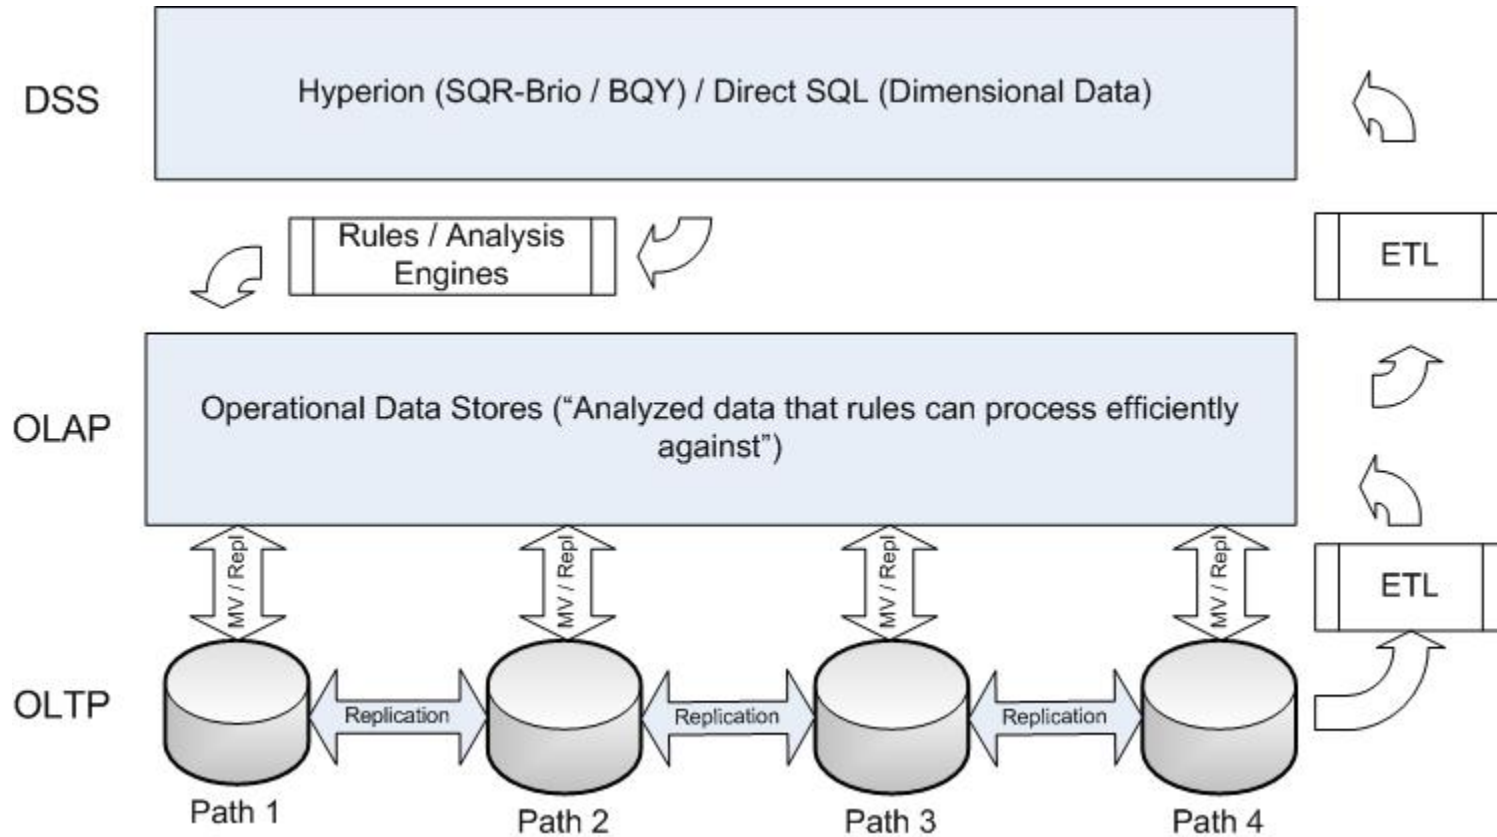 DSS
Hyperion (SQR-Brio / BQY) / Direct SQL (Dimensional Data)
Rules / Analysis
Engines
ETL
OLAP
Operational Data Stores (“Analyzed data that rules can process efficiently
against”)
MV / Repl
MV / Repl
MV / Repl
MV / Repl
ETL
OLTP
Replication
Replication
Replication
Path 1
Path 2
Path 3
Path 4